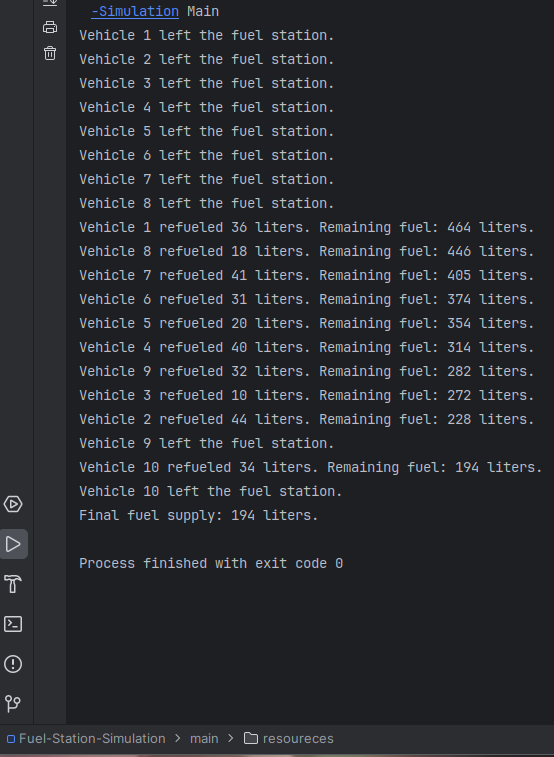 -Simulation Main
Vehicle 1 left the fuel station.
Vehicle 2 left the fuel station.
Vehicle 3 left the fuel station.
Vehicle 4 left the fuel station.
Vehicle 5 left the fuel station.
Vehicle 6 left the fuel station.
Vehicle 7 left the fuel station.
Vehicle 8 left the fuel station.
Vehicle 1 refueled 36 liters. Remaining fuel: 464 liters.
Vehicle 8 refueled 18 liters. Remaining fuel: 446 liters.
Vehicle 7 refueled 41 liters. Remaining fuel: 405 liters.
Vehicle 6 refueled 31 liters. Remaining fuel: 374 liters.
Vehicle 5 refueled 20 liters. Remaining fuel: 354 liters.
Vehicle 4 refueled 40 liters. Remaining fuel: 314 liters.
Vehicle 9 refueled 32 liters. Remaining fuel: 282 liters.
Vehicle 3 refueled 10 liters. Remaining fuel: 272 liters.
Vehicle 2 refueled 44 liters. Remaining fuel: 228 liters.
Vehicle 9 left the fuel station.
Vehicle 10 refueled 34 liters. Remaining fuel: 194 liters.
Vehicle 10 left the fuel station.
Final fuel supply: 194 liters.
Process finished with exit code 0
Fuel-Station-Simulation > main > resoureces